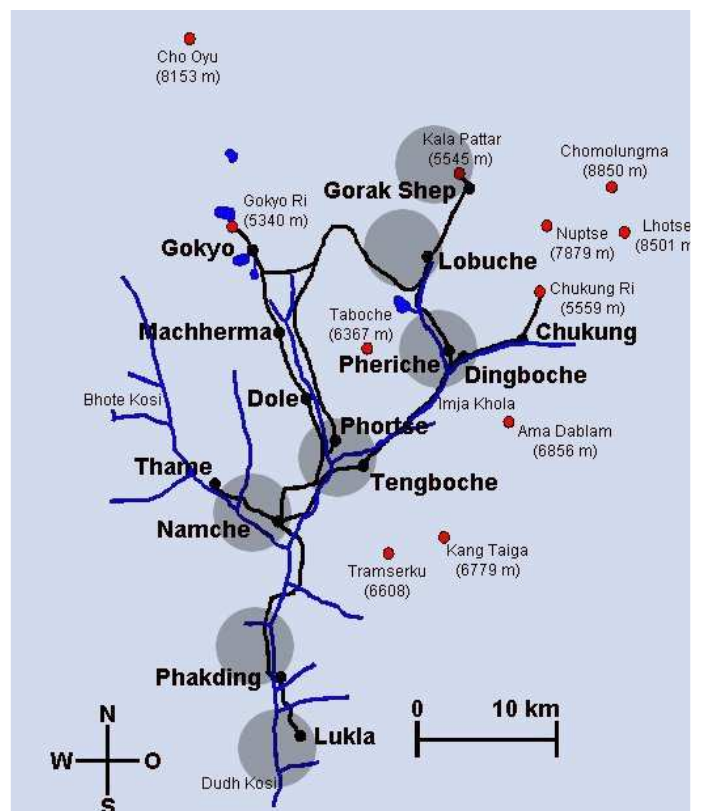 Cho Oyu
(8153 m)
Kala Pattar
(5545 m)
Chomolungma
(8850 m)
Gorak Shep
Gokyo Ri
(5340 m)
Nuptse
(7879 m)
Lhotse
(8501 m
Gokyo
Lobuche
Chukung Ri
(5559 m)
Taboche
(6367 m)
Machherma
Chukung
Pheriche
Dingboche
Bhote Kosi
Dole
Imja Khola
Phortse
Ama Dablam
(6856 m)
Thame
Tengboche
Namche
Kang Taiga
(6779 m)
Tramserku
(6608)
Phakding
N
W O
S
0 10 km
Lukla
Dudh Kosi